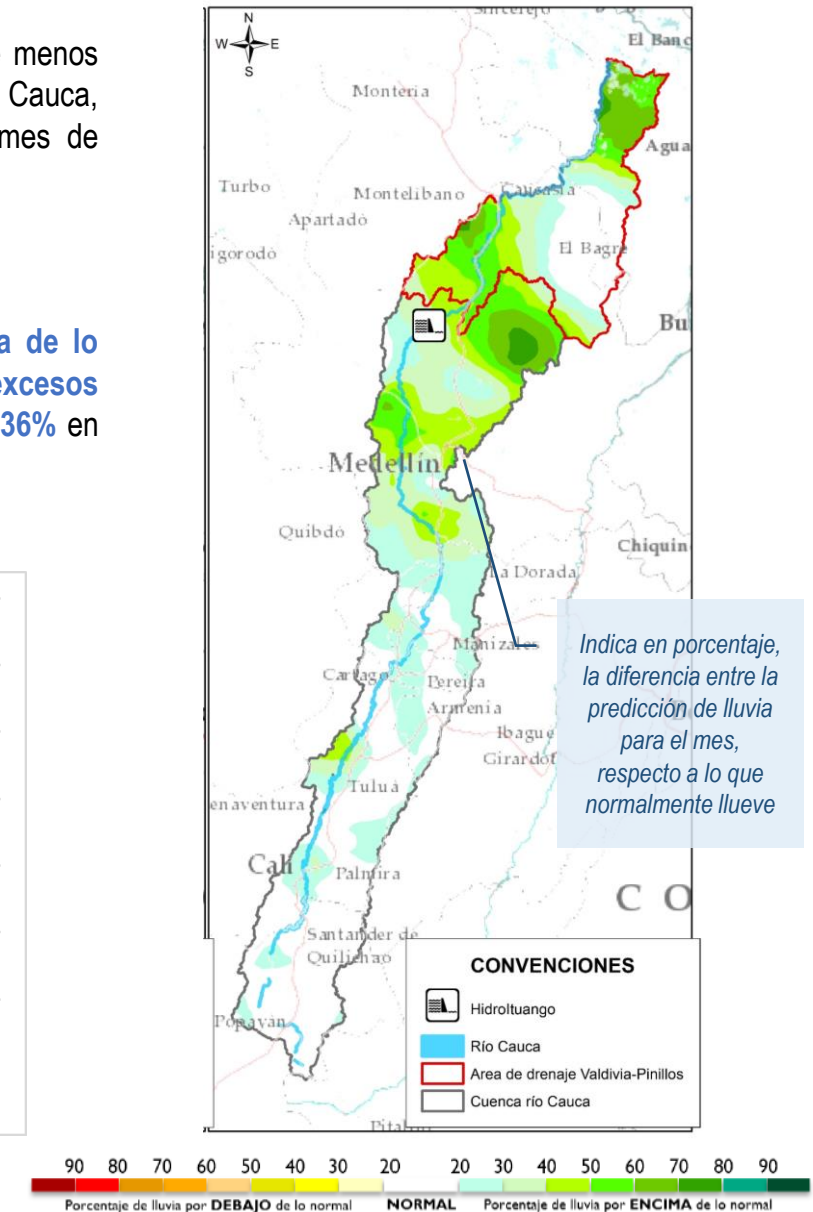 menos
Cauca,
mes de
a de lo
excesos
36% en
N
W E
S
Sincelejo
El Banc
Montería
Agua
Turbo
Montelibano
Caucasia
Apartadó
igorodó
El Bagre
Bu
Medellín
Quibdó
Chiquin
La Dorada
Manizales
Cartago
Pereira
Armenia
Ibague
Girardot
Tuluá
enaventura
Cali
Palmira
C O
Santander de
Quilichao
Popayán
Pital
Indica en porcentaje,
la diferencia entre la
predicción de lluvia
para el mes,
respecto a lo que
normalmente llueve
CONVENCIONES
HidroItuango
Río Cauca
Area de drenaje Valdivia-Pinillos
Cuenca río Cauca
90 80 70 60 50 40 30 20 20 30 40 50 60 70 80 90
Porcentaje de lluvia por DEBAJO de lo normal NORMAL Porcentaje de lluvia por ENCIMA de lo normal